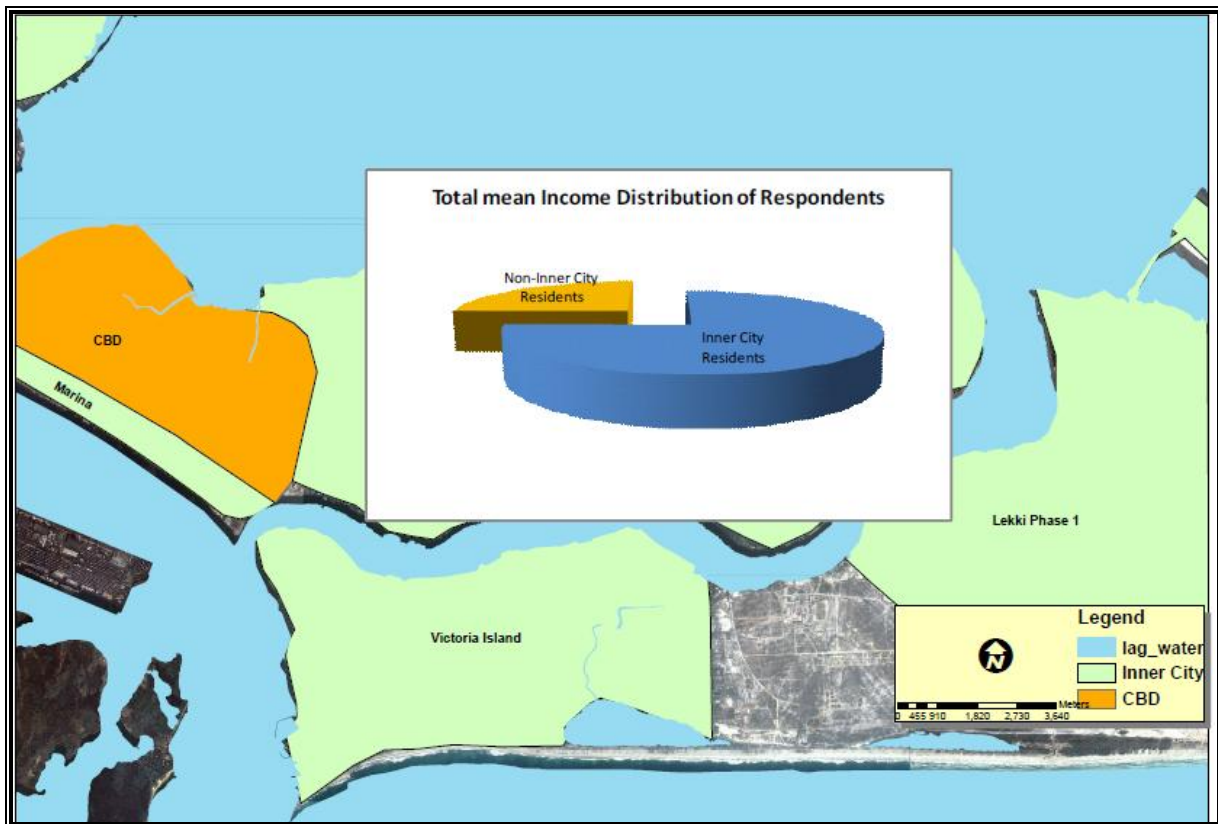 Total mean Income Distribution of Respondents
Non-Inner City
Residents
Inner City
Residents
CBD
Marina
Lekki Phase 1
Victoria Island
Legend
lag_water
Inner City
CBD
N
Meters
0 455 910 1,820 2,730 3,640